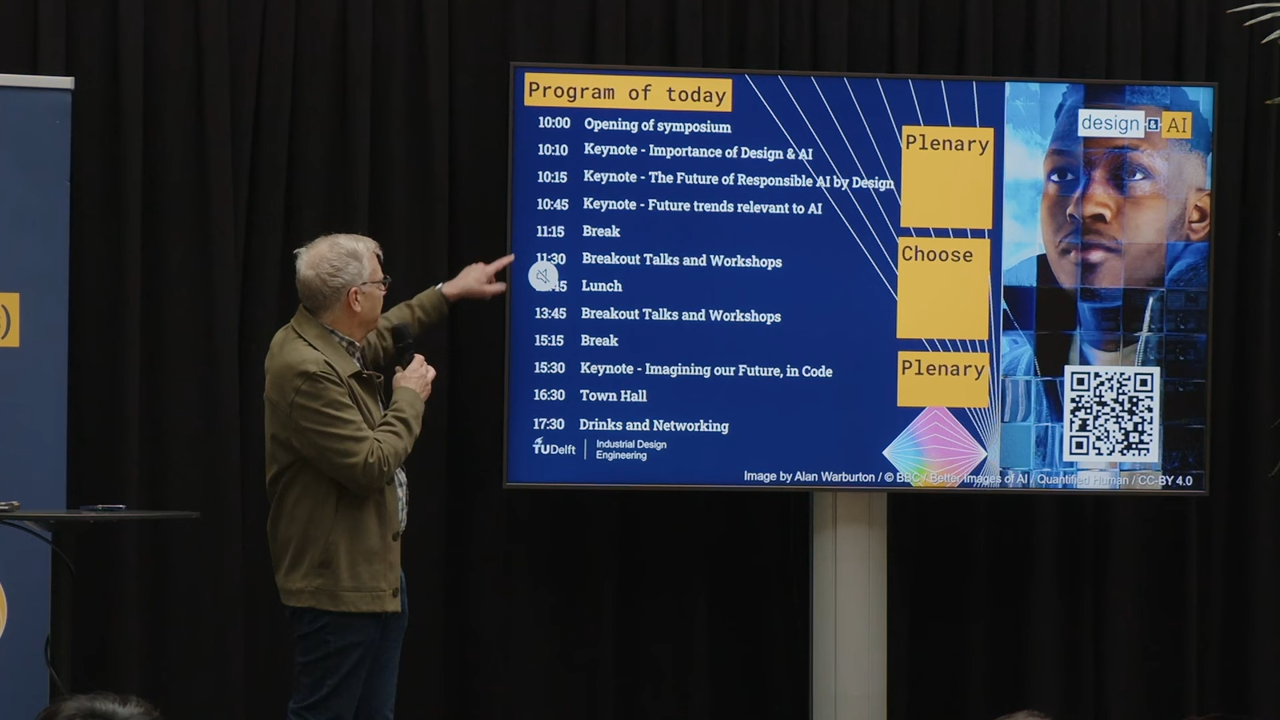 Program of today
10:00 Opening of symposium
10:10 Keynote - Importance of Design & AI
10:15 Keynote - The Future of Responsible AI by Design
10:45 Keynote - Future trends relevant to AI
11:15 Break
11:30 Breakout Talks and Workshops
Lunch
13:45 Breakout Talks and Workshops
15:15 Break
15:30 Keynote - Imagining our Future, in Code
16:30 Town Hall
17:30 Drinks and Networking
Plenary
Choose
Plenary
design & AI
TUDelft
Industrial Design
Engineering
Image by Alan Warburton / © BBC / Better Images of AI / Quantified Human / CC-BY 4.0